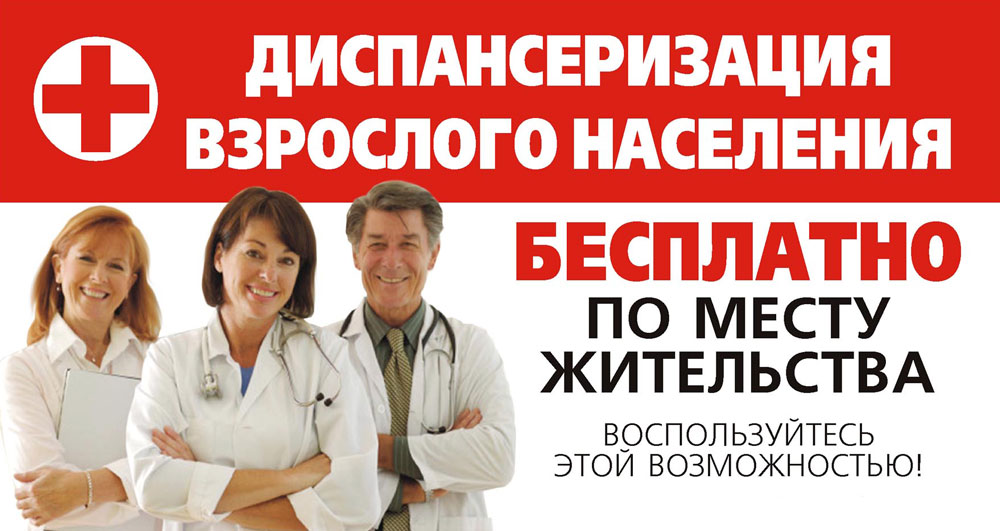 ДИСПАНСЕРИЗАЦИЯ
ВЗРОСЛОГО НАСЕЛЕНИЯ
БЕСПЛАТНО
ПО МЕСТУ
ЖИТЕЛЬСТВА
ВОСПОЛЬЗУЙТЕСЬ
ЭТОЙ ВОЗМОЖНОСТЬЮ!